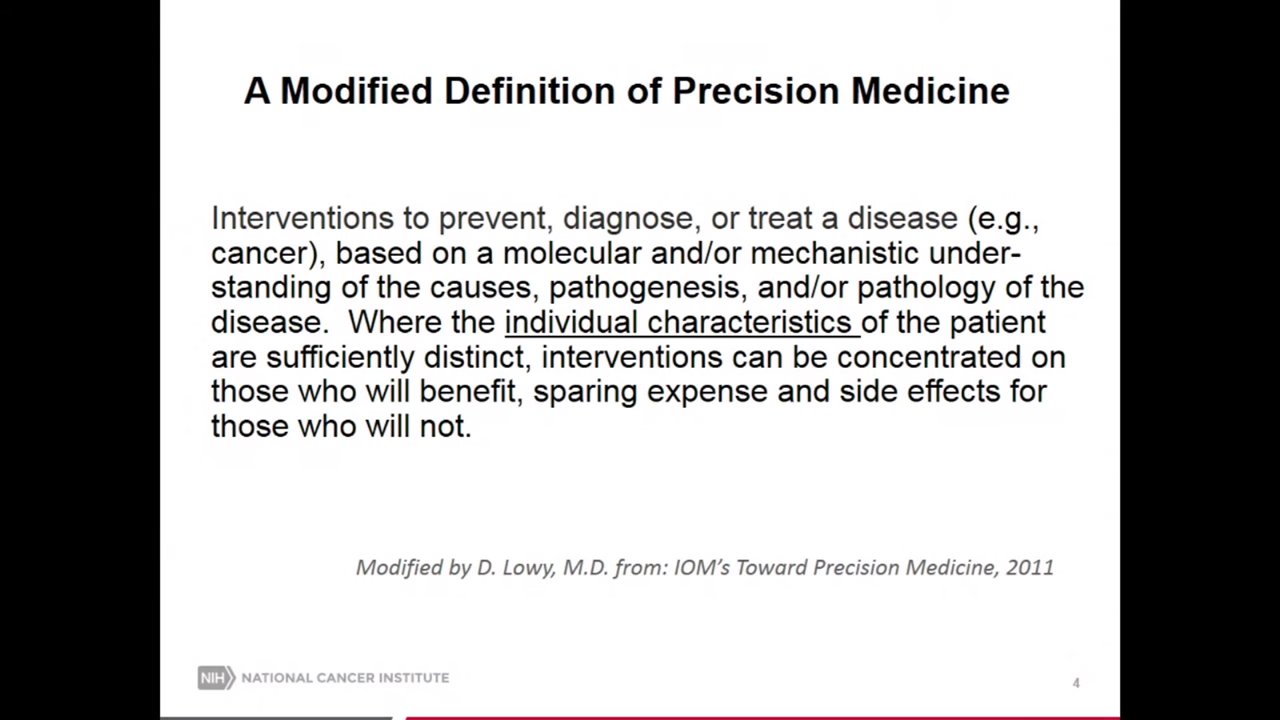 A Modified Definition of Precision Medicine
Interventions to prevent, diagnose, or treat a disease (e.g.,
cancer), based on a molecular and/or mechanistic under-
standing of the causes, pathogenesis, and/or pathology of the
disease.  Where the individual characteristics of the patient
are sufficiently distinct, interventions can be concentrated on
those who will benefit, sparing expense and side effects for
those who will not.
Modified by D. Lowy, M.D. from: IOM's Toward Precision Medicine, 2011
NIH NATIONAL CANCER INSTITUTE
4